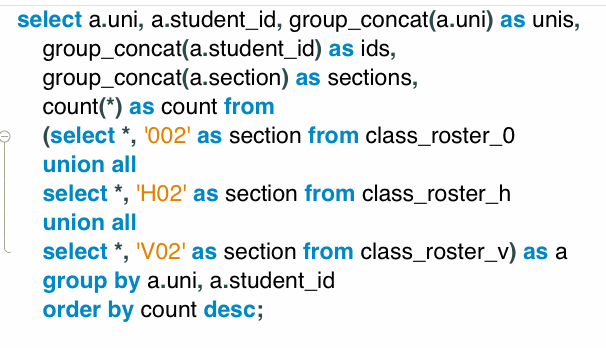 select a.uni, a.student_id, group_concat(a.uni) as unis,
group_concat(a.student_id) as ids,
group_concat(a.section) as sections,
count(*) as count from
(select *, '002' as section from class_roster_0
union all
select *, 'H02' as section from class_roster_h
union all
select *, 'V02' as section from class_roster_v) as a
group by a.uni, a.student_id
order by count desc;